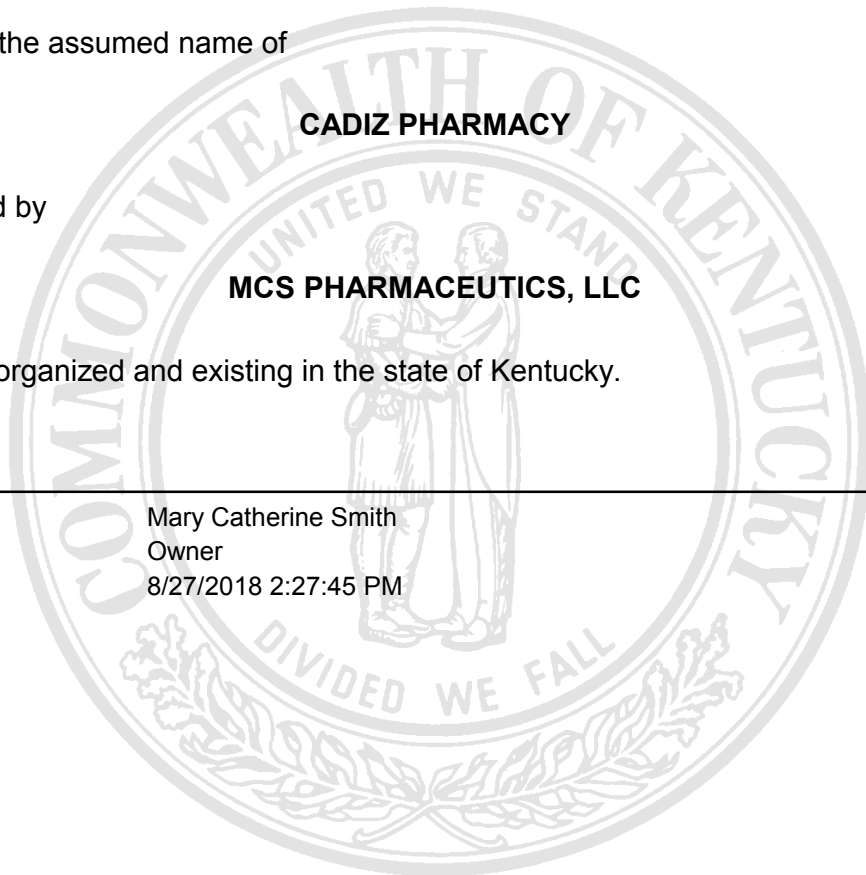 the assumed name of
CADIZ PHARMACY
d by
MCS PHARMACEUTICS, LLC
organized and existing in the state of Kentucky.
Mary Catherine Smith
Owner
8/27/2018 2:27:45 PM
COMMONWEALTH OF KENTUCKY
UNITED WE STAND
DIVIDED WE FALL